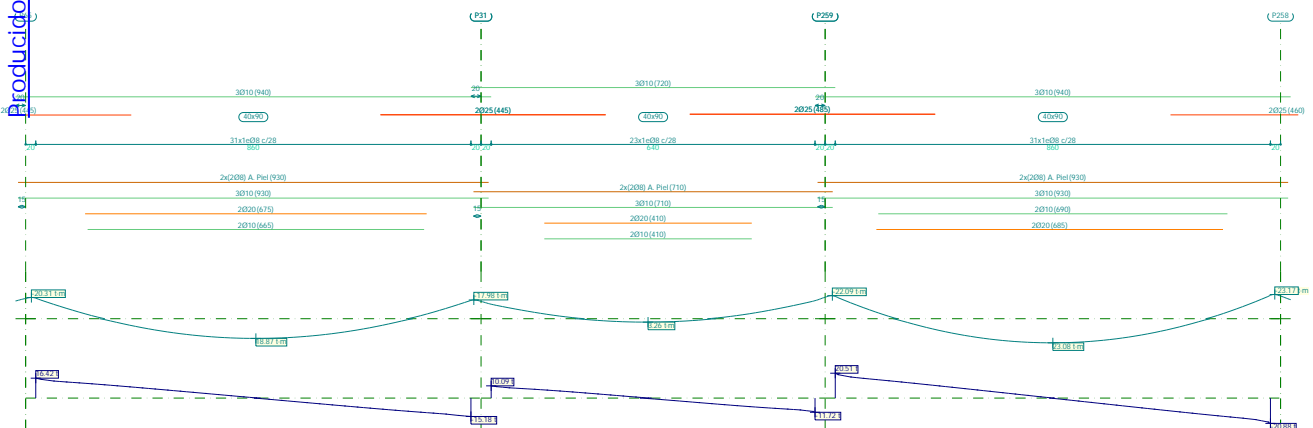 Producido
P31
P259
P258
3Ø10(720)
20
3Ø10(940)
20
3Ø10(940)
2Ø25(445)
2Ø25(485)
2Ø25(460)
40x90
40x90
40x90
31x1eØ8 c/28
23x1eØ8 c/28
31x1eØ8 c/28
20
860
20
20
640
20
20
860
20
2x(2Ø8) A. Piel (930)
2x(2Ø8) A. Piel (710)
2x(2Ø8) A. Piel (930)
3Ø10(930)
3Ø10(710)
3Ø10(930)
15
15
15
2Ø20(675)
2Ø20(410)
2Ø10(690)
2Ø10(665)
2Ø10(410)
2Ø20(685)
-20.31 t·m
-17.98 t·m
-22.09 t·m
-23.17 t·m
18.87 t·m
8.26 t·m
23.08 t·m
16.42 t
10.09 t
20.51 t
-15.18 t
-11.72 t
-20.88 t